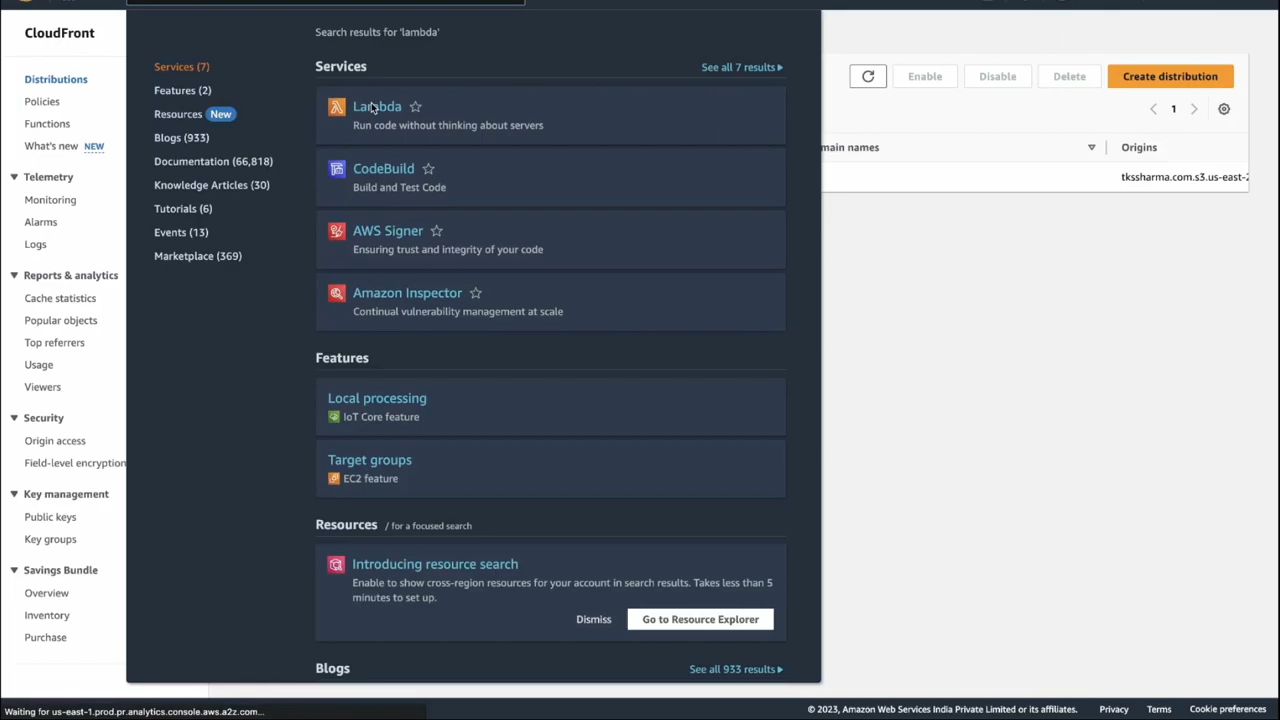 CloudFront
Distributions
Policies
Functions
What's new NEW
Telemetry
Monitoring
Alarms
Logs
Reports & analytics
Cache statistics
Popular objects
Top referrers
Usage
Viewers
Security
Origin access
Field-level encryption
Key management
Public keys
Key groups
Savings Bundle
Overview
Inventory
Purchase
Services (7)
Features (2)
Resources New
Blogs (933)
Documentation (66,818)
Knowledge Articles (30)
Tutorials (6)
Events (13)
Marketplace (369)
Search results for 'lambda'
Services
See all 7 results
Lambda
Run code without thinking about servers
CodeBuild
Build and Test Code
AWS Signer
Ensuring trust and integrity of your code
Amazon Inspector
Continual vulnerability management at scale
Features
Local processing
IoT Core feature
Target groups
EC2 feature
Resources / for a focused search
Introducing resource search
Enable to show cross-region resources for your account in search results. Takes less than 5
minutes to set up.
Dismiss
Go to Resource Explorer
Blogs
See all 933 results
Enable
Disable
Delete
Create distribution
1
main names
Origins
tkssharma.com.s3.us-east-2
Waiting for us-east-1.prod.pr.analytics.console.aws.a2z.com...
© 2023, Amazon Web Services India Private Limited or its affiliates.
Privacy
Terms
Cookie preferences